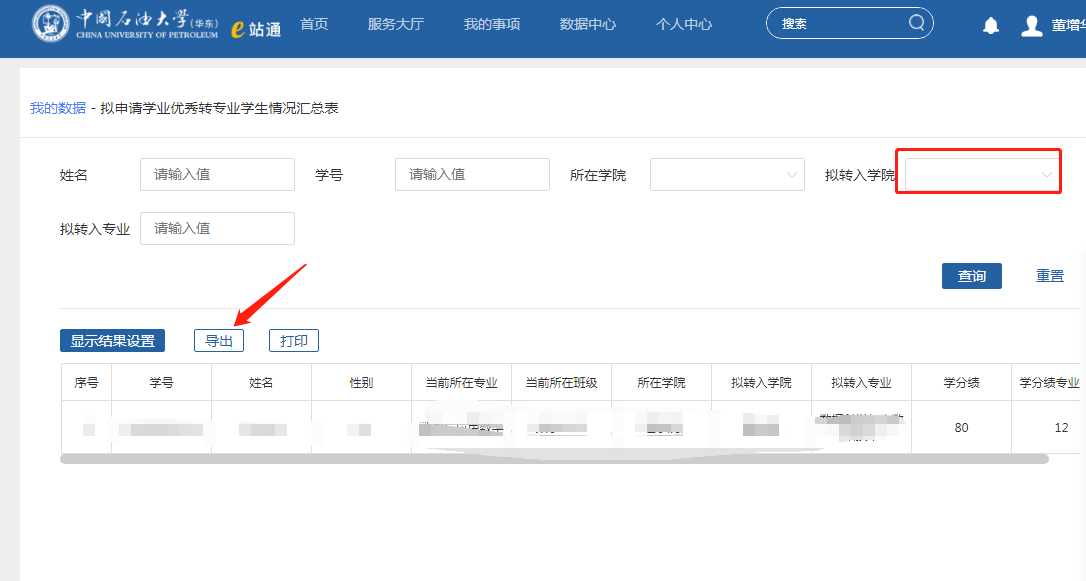 中国石油大学(华东)
CHINA UNIVERSITY OF PETROLEUM
e站通
首页 服务大厅 我的事项 数据中心 个人中心 搜索
我的数据 - 拟申请学业优秀转专业学生情况汇总表
姓名 请输入值 学号 请输入值 所在学院 拟转入学院
拟转入专业 请输入值
查询 重置
显示结果设置 导出 打印
序号 学号 姓名 性别 当前所在专业 当前所在班级 所在学院 拟转入学院 拟转入专业 学分绩 学分绩专业
80 12